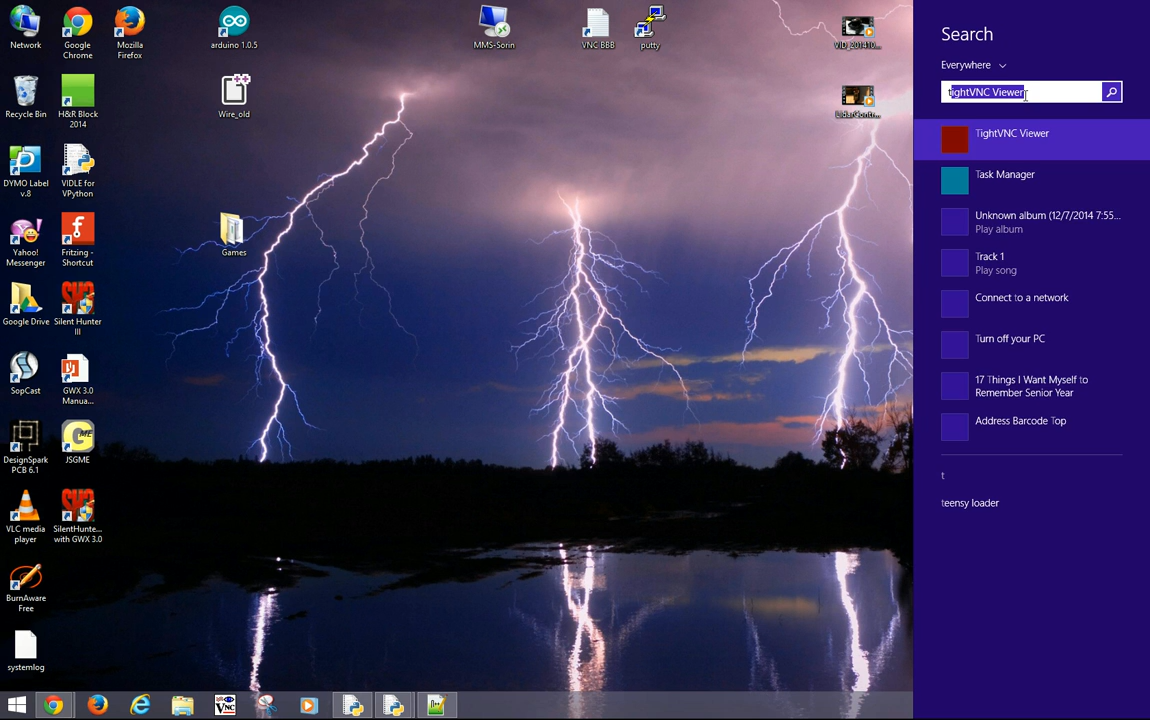 Network
Google
Chrome
Mozilla
Firefox
arduino 1.0.5
MMS-Sorin
VNC BBB
putty
VID_201410...
Recycle Bin
H&R Block
2014
Wire_old
LidarContr...
DYMO Label
v.8
VIDLE for
VPython
Yahoo!
Messenger
Fritzing -
Shortcut
Games
Google Drive
Silent Hunter
III
SopCast
GWX 3.0
Manua...
DesignSpark
PCB 6.1
JSGME
VLC media
player
SilentHunte...
with GWX 3.0
BurnAware
Free
systemlog
VNC
Search
Everywhere
tightVNC Viewer
TightVNC Viewer
Task Manager
Unknown album (12/7/2014 7:55...
Play album
Track 1
Play song
Connect to a network
Turn off your PC
17 Things I Want Myself to
Remember Senior Year
Address Barcode Top
t
teensy loader